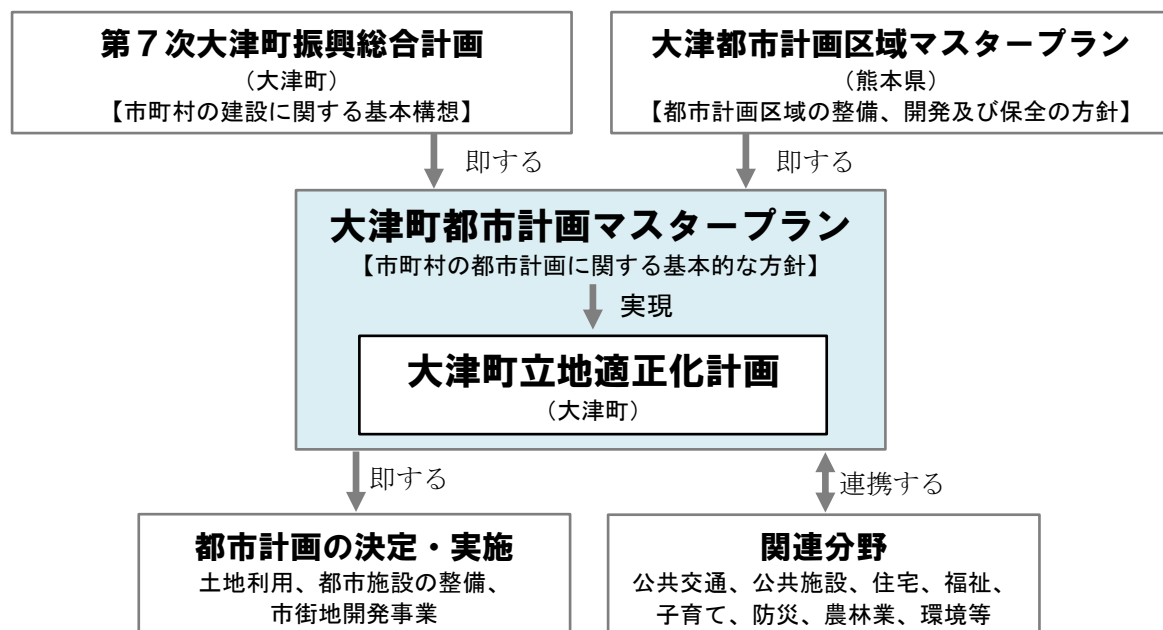 第７次大津町振興総合計画
（大津町）
【市町村の建設に関する基本構想】
大津都市計画区域マスタープラン
（熊本県）
【都市計画区域の整備、開発及び保全の方針】
即する
即する
大津町都市計画マスタープラン
【市町村の都市計画に関する基本的な方針】
実現
大津町立地適正化計画
（大津町）
即する
連携する
都市計画の決定・実施
土地利用、都市施設の整備、
市街地開発事業
関連分野
公共交通、公共施設、住宅、福祉、
子育て、防災、農林業、環境等